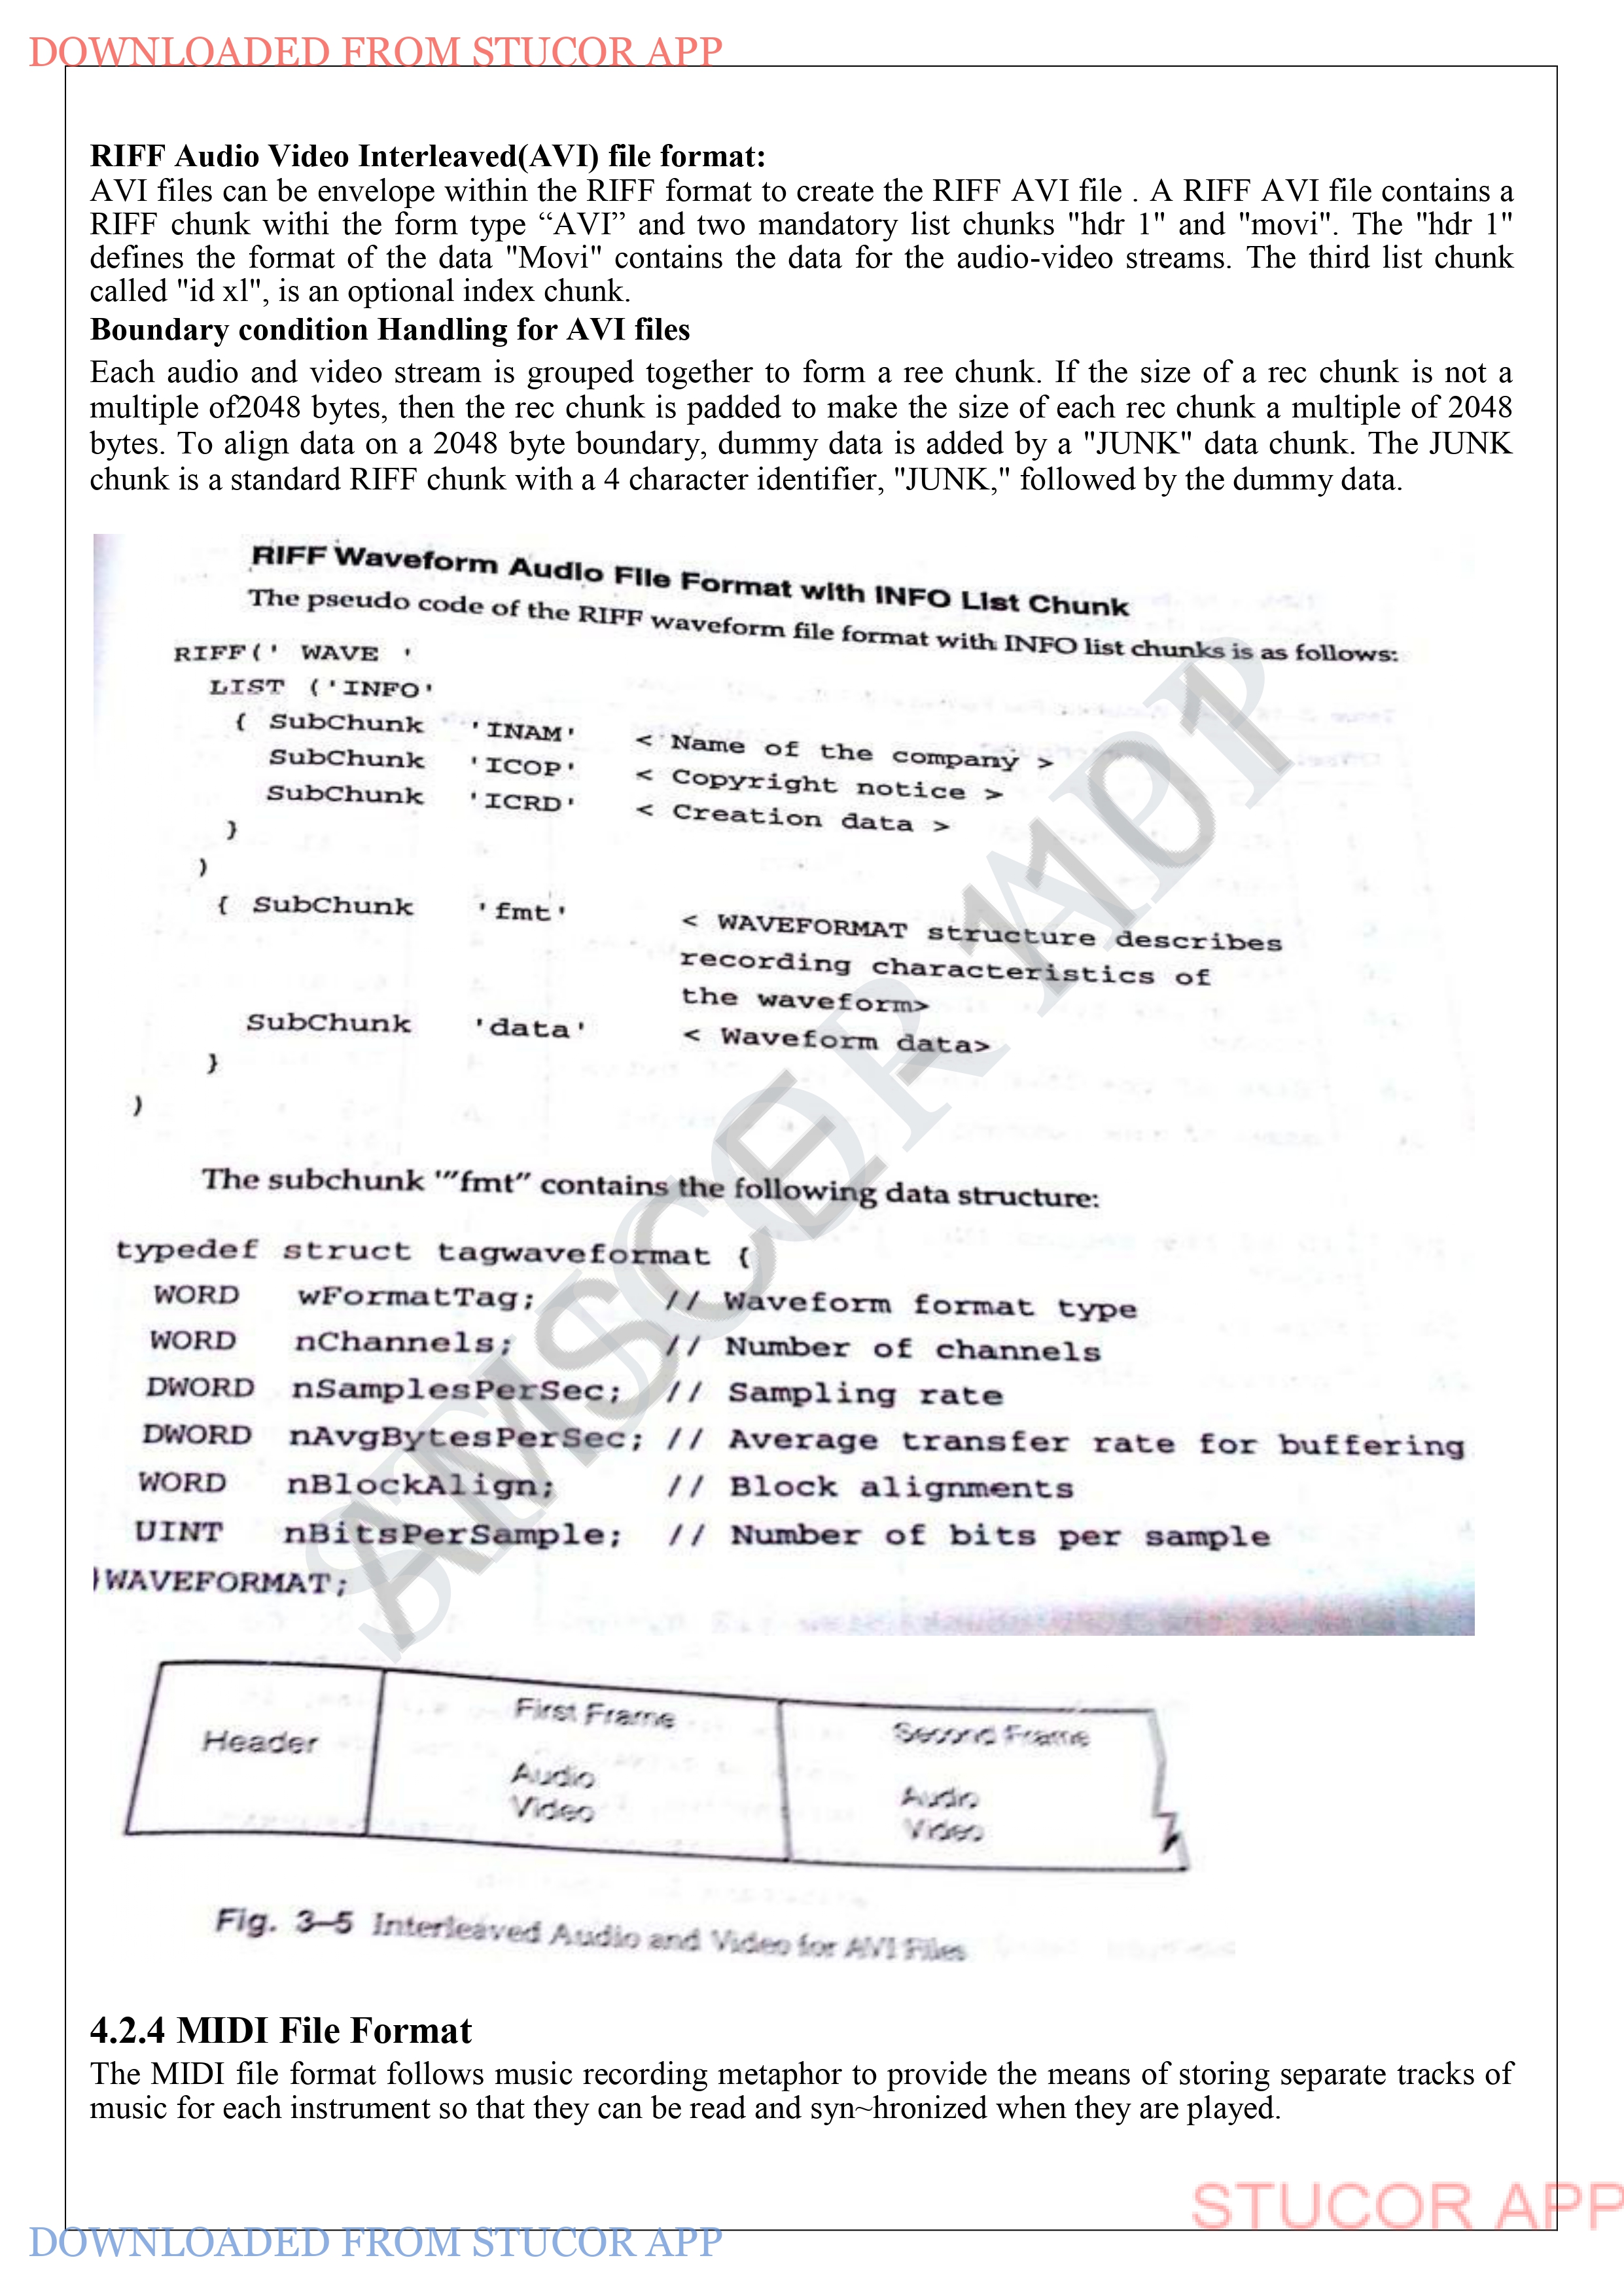 DOWNLOADED FROM STUCOR APP
RIFF Audio Video Interleaved(AVI) file format:
AVI files can be envelope within the RIFF format to create the RIFF AVI file . A RIFF AVI file contains a
RIFF chunk withi the form type “AVI” and two mandatory list chunks "hdr 1" and "movi". The "hdr 1"
defines the format of the data "Movi" contains the data for the audio-video streams. The third list chunk
called "id xl", is an optional index chunk.
Boundary condition Handling for AVI files
Each audio and video stream is grouped together to form a ree chunk. If the size of a rec chunk is not a
multiple of2048 bytes, then the rec chunk is padded to make the size of each rec chunk a multiple of 2048
bytes. To align data on a 2048 byte boundary, dummy data is added by a "JUNK" data chunk. The JUNK
chunk is a standard RIFF chunk with a 4 character identifier, "JUNK," followed by the dummy data.
RIFF Waveform Audio File Format with INFO List Chunk
The pseudo code of the RIFF waveform file format with INFO list chunks is as follows:
RIFF(' WAVE '
LIST ('INFO'
{ SubChunk 'INAM' < Name of the company >
SubChunk 'ICOP' < Copyright notice >
SubChunk 'ICRD' < Creation data >
}
)
{ SubChunk 'fmt' < WAVEFORMAT structure describes
recording characteristics of
the waveform>
SubChunk 'data' < Waveform data>
}
)
The subchunk '"fmt" contains the following data structure:
typedef struct tagwaveformat {
WORD wFormatTag; // Waveform format type
WORD nChannels; // Number of channels
DWORD nSamplesPerSec; // Sampling rate
DWORD nAvgBytesPerSec; // Average transfer rate for buffering
WORD nBlockAlign; // Block alignments
UINT nBitsPerSample; // Number of bits per sample
}WAVEFORMAT;
STUCOR APP
AMSCE 1101
Header
First Frame
Audio
Video
Second Frame
Audio
Video
Fig. 3–5 Interleaved Audio and Video for AVI Files
4.2.4 MIDI File Format
The MIDI file format follows music recording metaphor to provide the means of storing separate tracks of
music for each instrument so that they can be read and syn~hronized when they are played.
STUCOR APP
DOWNLOADED FROM STUCOR APP